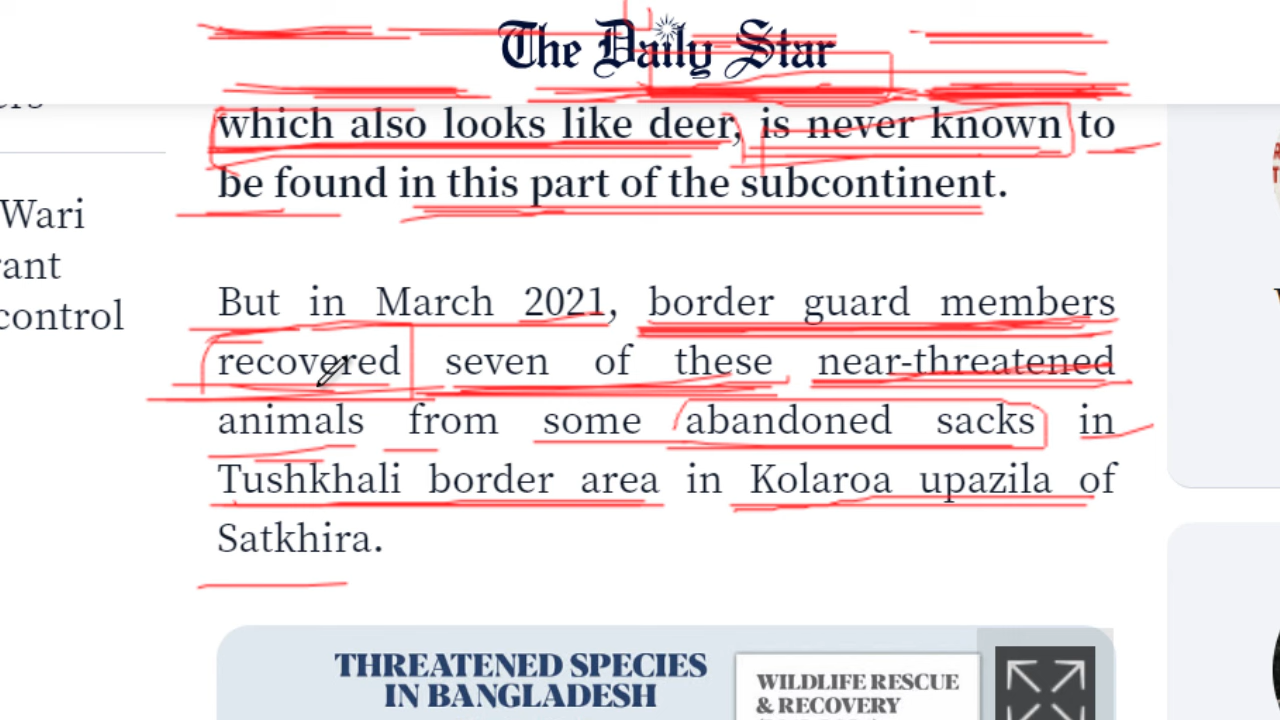 The Daily Star
which also looks like deer, is never known to
be found in this part of the subcontinent.
Wari
control
But in March 2021, border guard members
recovered seven of these near-threatened
animals from some abandoned sacks in
Tushkhali border area in Kolaroa upazila of
Satkhira.
THREATENED SPECIES
IN BANGLADESH
WILDLIFE RESCUE
& RECOVERY